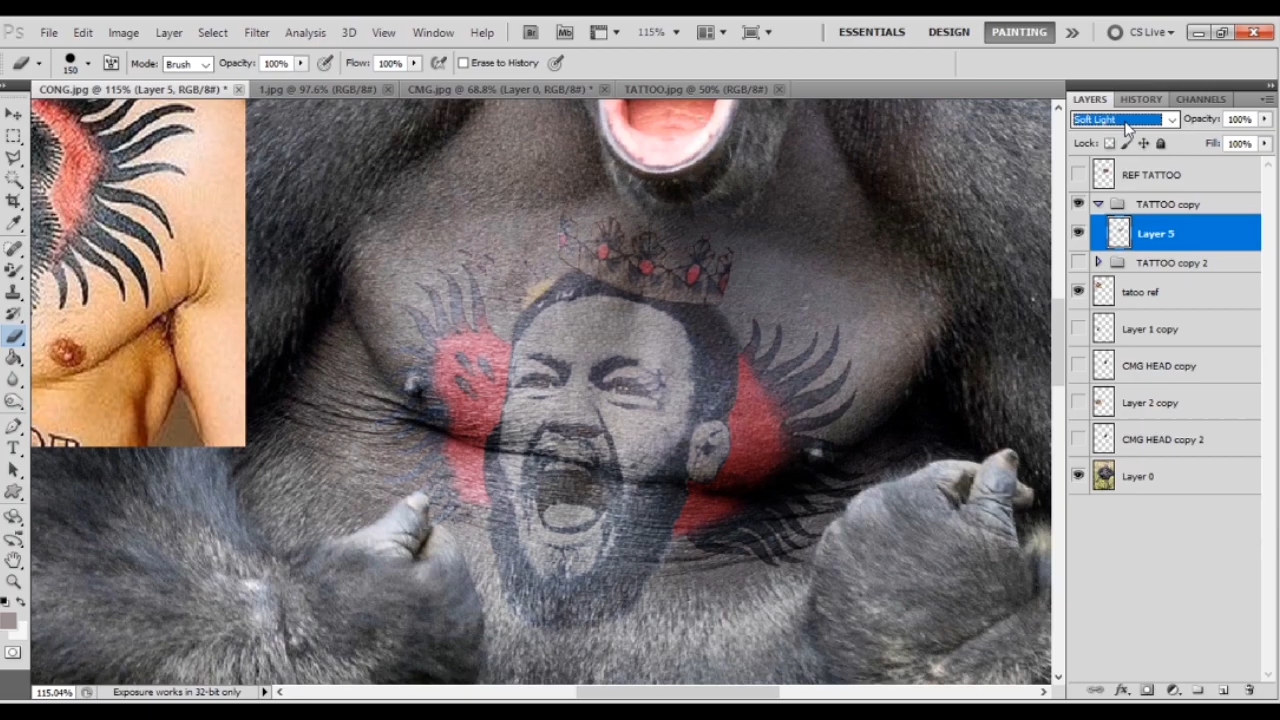 Ps File Edit Image Layer Select Filter Analysis 3D View Window Help Br Mb 115% ESSENTIALS DESIGN PAINTING CS Live
150 Mode: Brush Opacity: 100% Flow: 100% Erase to History
CONG.jpg @ 115% (Layer 5, RGB/8#) * 1.jpg @ 97.6% (RGB/8#) CMG.jpg @ 68.8% (Layer 0, RGB/8#) * TATTOO.jpg @ 50% (RGB/8#)
LAYERS HISTORY CHANNELS
Soft Light Opacity: 100%
Lock: Fill: 100%
REF TATTOO
TATTOO copy
Layer 5
TATTOO copy 2
tatoo ref
Layer 1 copy
CMG HEAD copy
Layer 2 copy
CMG HEAD copy 2
Layer 0
115.04% Exposure works in 32-bit only